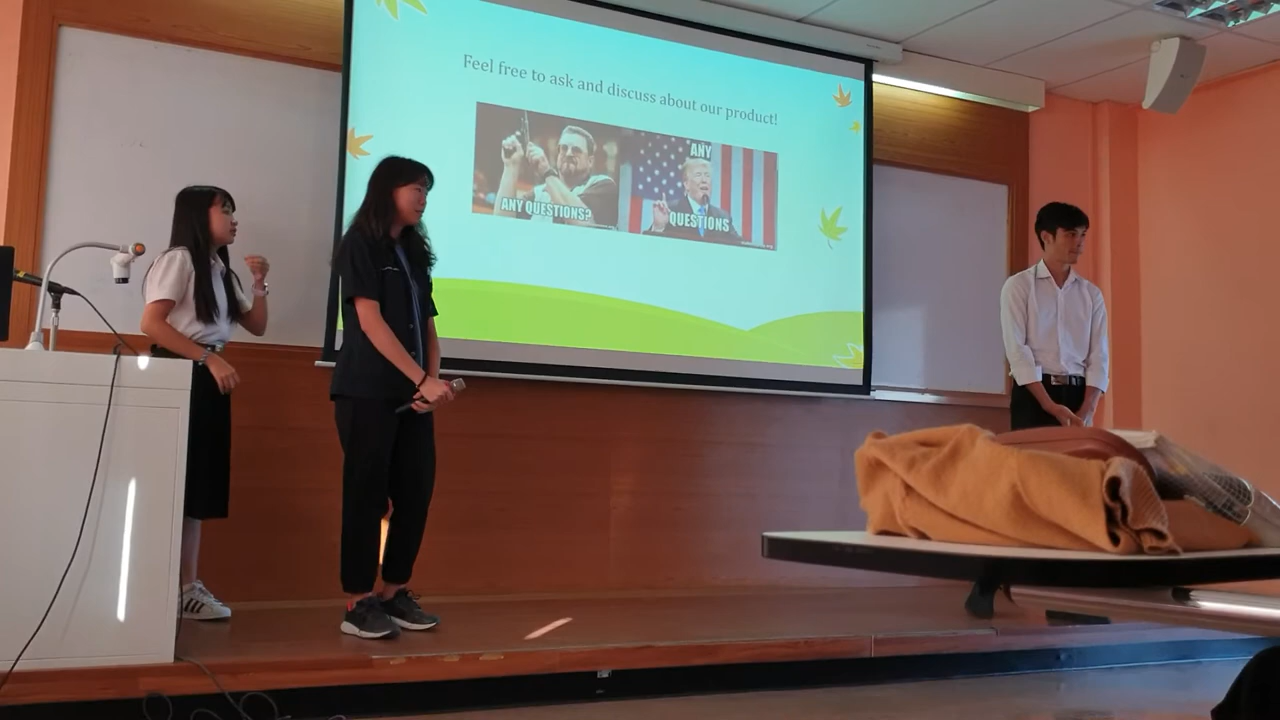 Feel free to ask and discuss about our product!
ANY QUESTIONS?
ANY
QUESTIONS